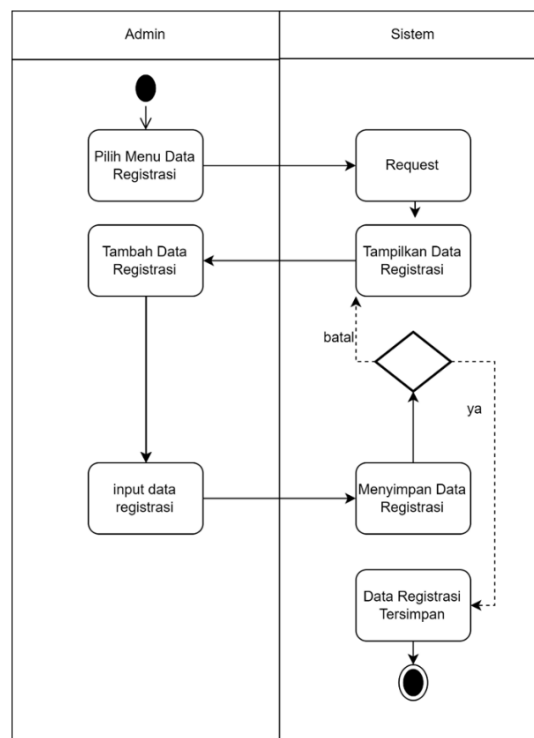 Admin
Sistem
Pilih Menu Data
Registrasi
Request
Tambah Data
Registrasi
Tampilkan Data
Registrasi
batal
ya
input data
registrasi
Menyimpan Data
Registrasi
Data Registrasi
Tersimpan